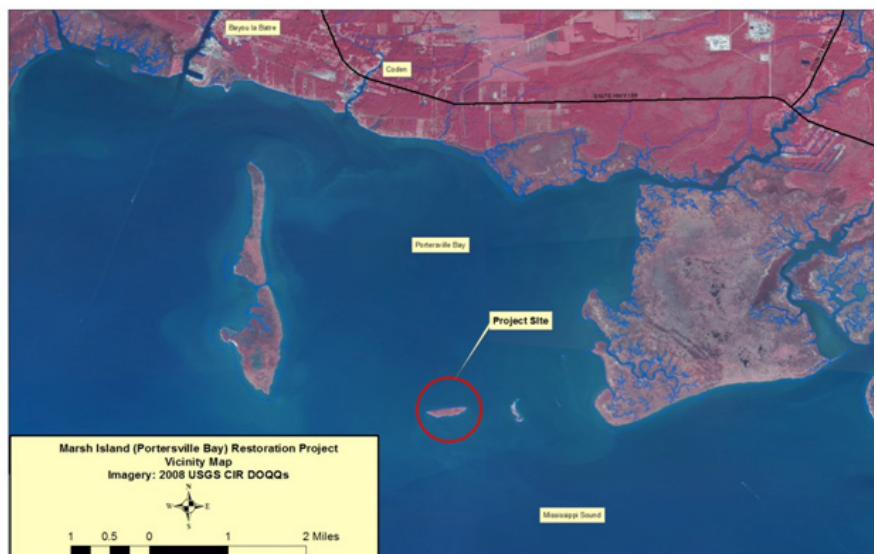 Bayou la Batre
Coden
STATE HWY 188
Portersville Bay
Project Site
Marsh Island (Portersville Bay) Restoration Project
Vicinity Map
Imagery: 2008 USGS CIR DOQQs
N
W E
S
1 0.5 0 1 2 Miles
Mississippi Sound